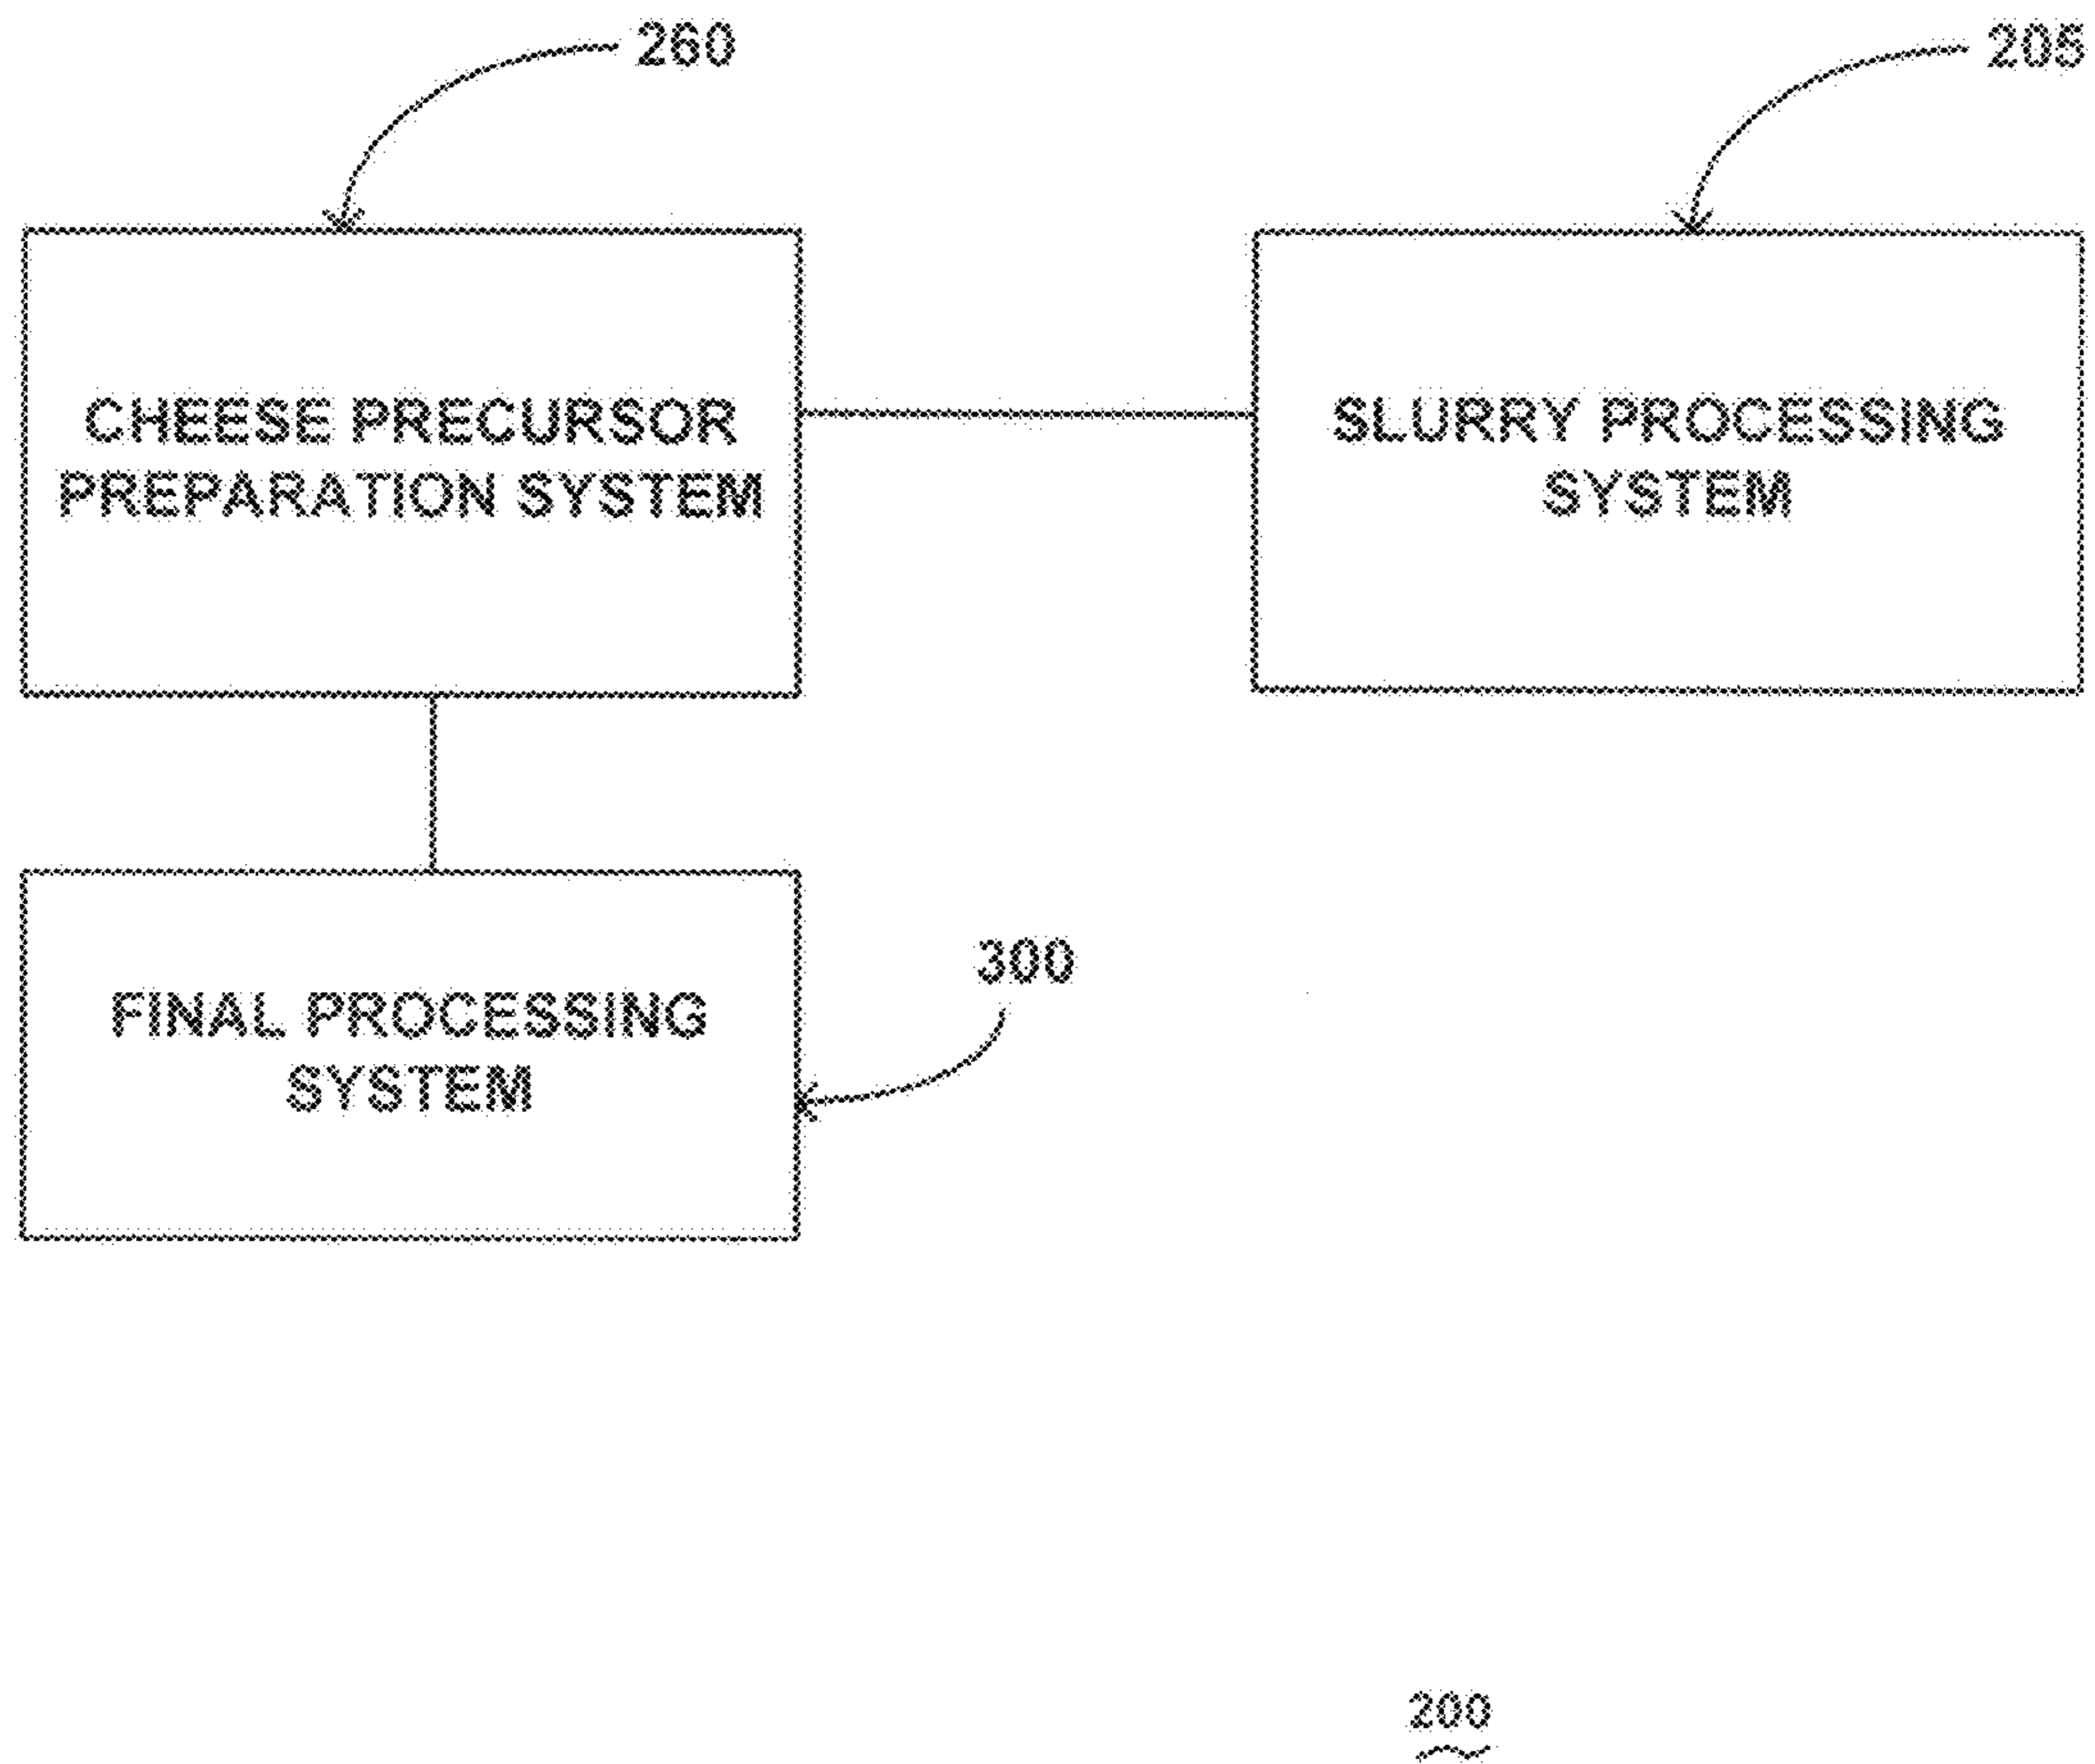 260
205
CHEESE PRECURSOR
PREPARATION SYSTEM
SLURRY PROCESSING
SYSTEM
300
FINAL PROCESSING
SYSTEM
200